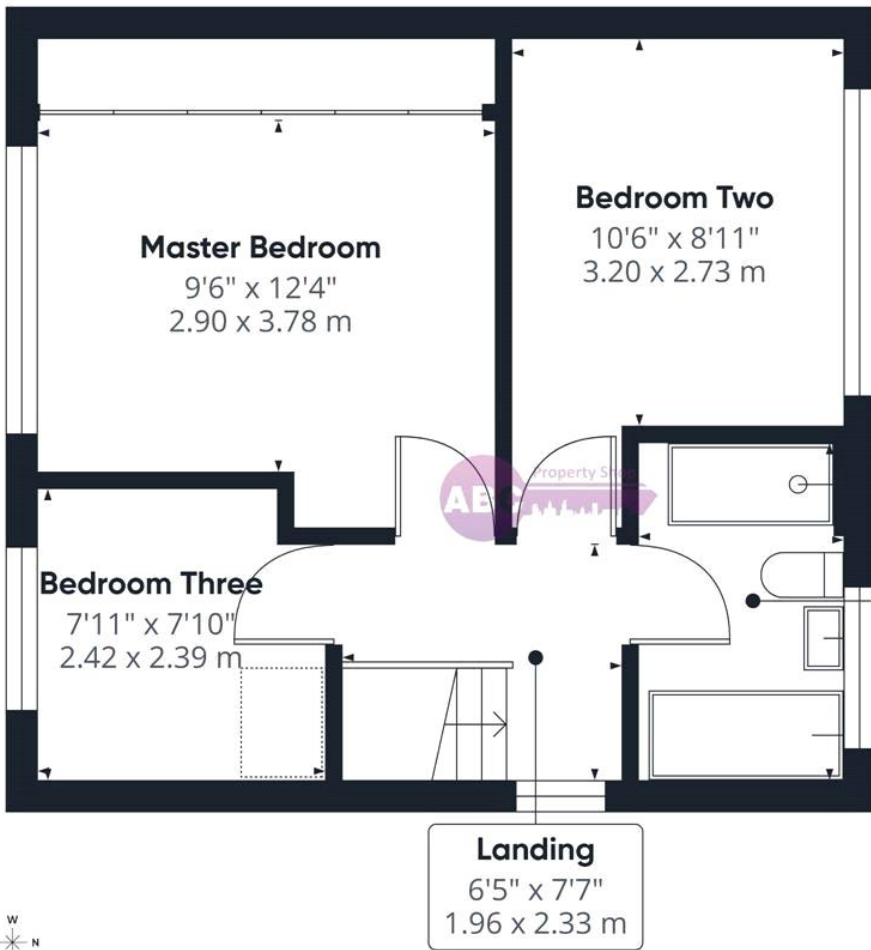 Master Bedroom
9'6" x 12'4"
2.90 x 3.78 m
Bedroom Two
10'6" x 8'11"
3.20 x 2.73 m
ABC Property Shop
Bedroom Three
7'11" x 7'10"
2.42 x 2.39 m
Landing
6'5" x 7'7"
1.96 x 2.33 m
W
N